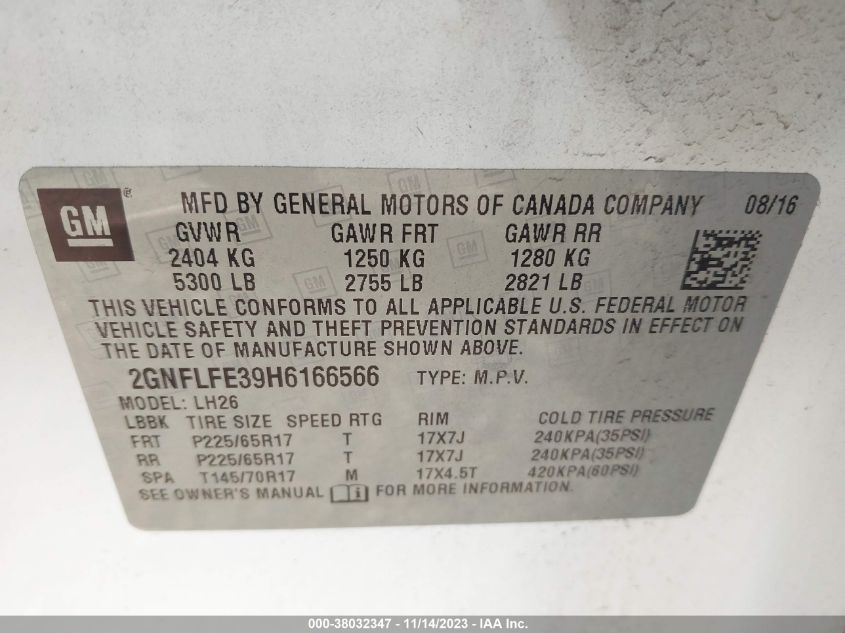 GM ® MFD BY GENERAL MOTORS OF CANADA COMPANY 08/16
GVWR GAWR FRT GAWR RR
2404 KG 1250 KG 1280 KG
5300 LB 2755 LB 2821 LB
THIS VEHICLE CONFORMS TO ALL APPLICABLE U.S. FEDERAL MOTOR
VEHICLE SAFETY AND THEFT PREVENTION STANDARDS IN EFFECT ON
THE DATE OF MANUFACTURE SHOWN ABOVE.
2GNFLFE39H6166566 TYPE: M.P.V.
MODEL: LH26
LBBK TIRE SIZE SPEED RTG RIM COLD TIRE PRESSURE
FRT P225/65R17 T 17X7J 240KPA(35PSI)
RR P225/65R17 T 17X7J 240KPA(35PSI)
SPA T145/70R17 M 17X4.5T 420KPA(60PSI)
SEE OWNER'S MANUAL FOR MORE INFORMATION.
000-38032347 - 11/14/2023 - IAA Inc.